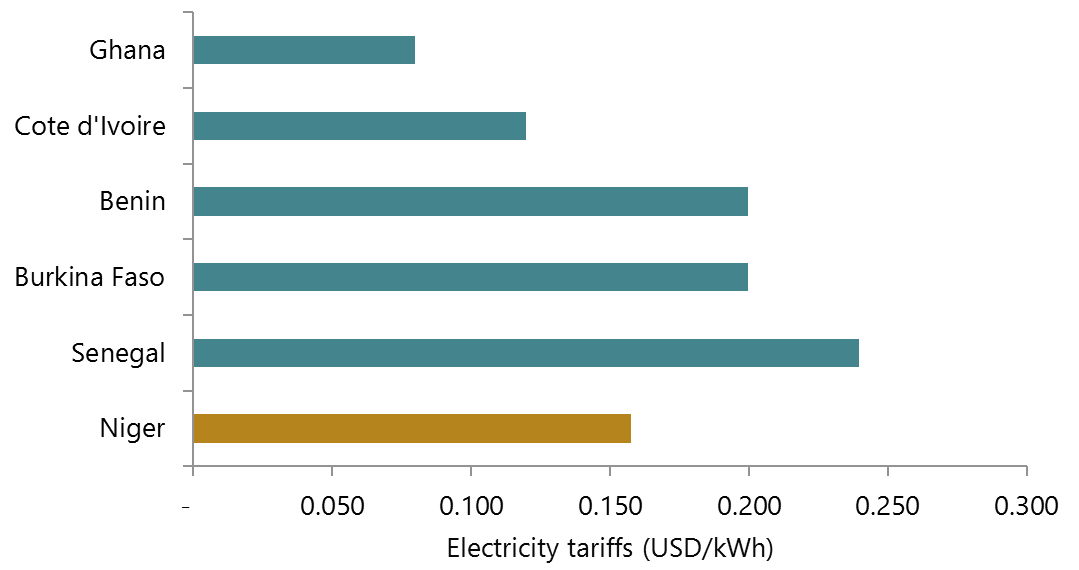 Ghana
Cote d'Ivoire
Benin
Burkina Faso
Senegal
Niger
- 0.050 0.100 0.150 0.200 0.250 0.300
Electricity tariffs (USD/kWh)